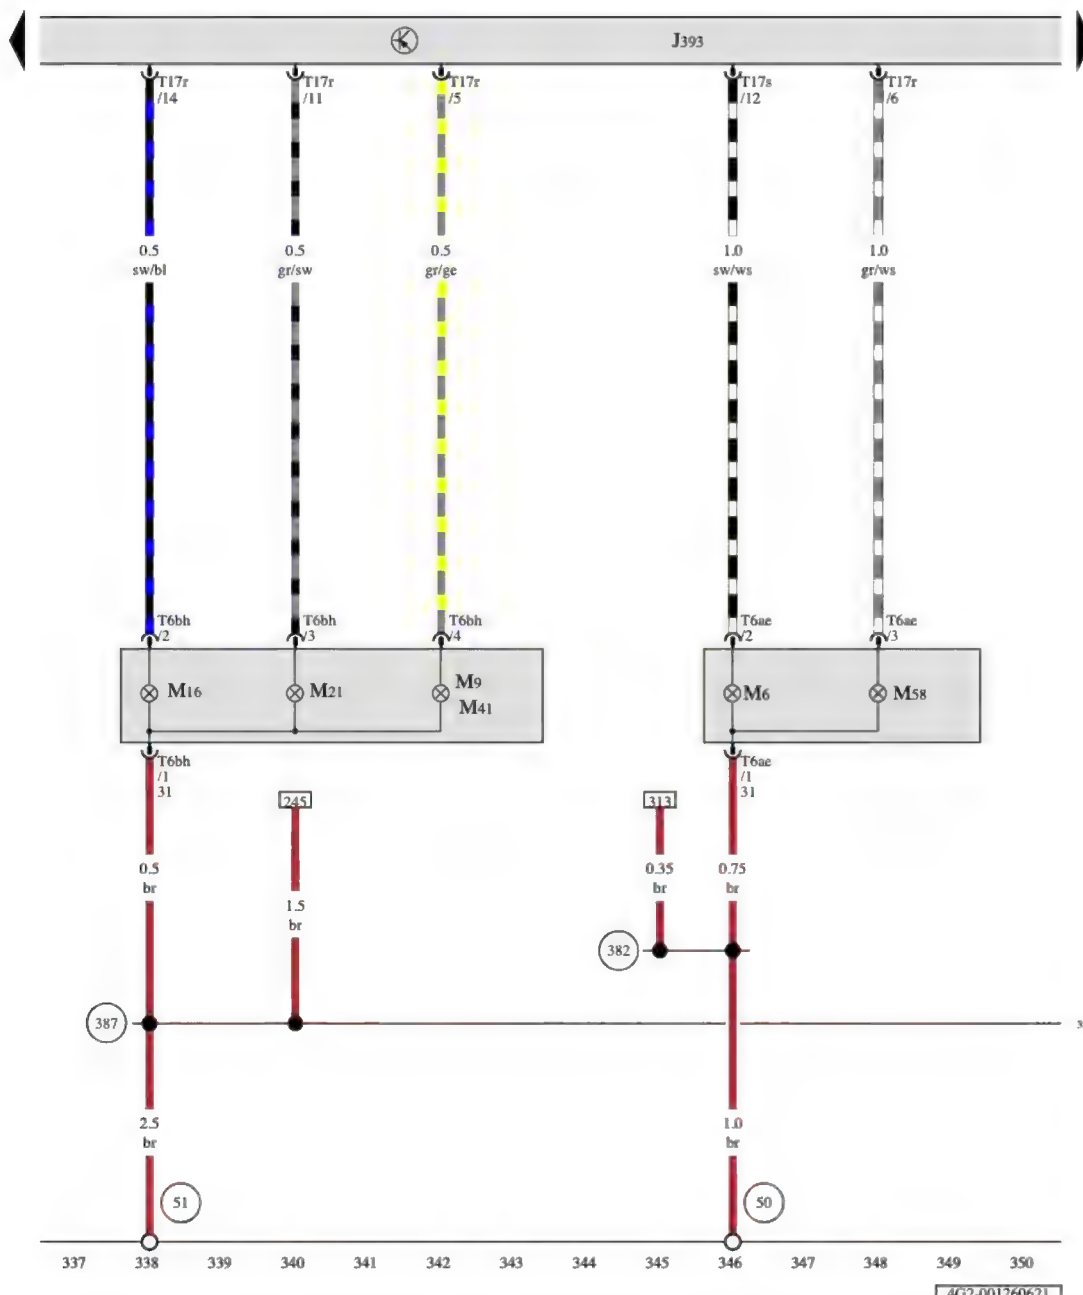 J393
T17r
/14
T17r
/11
T17r
/5
T17s
/12
T17r
/6
0.5
sw/bl
0.5
gr/sw
0.5
gr/ge
1.0
sw/ws
1.0
gr/ws
T6bh
/2
T6bh
/3
T6bh
/4
T6ae
/2
T6ae
/3
M16
M21
M9
M41
M6
M58
T6bh
/1
31
T6ae
/1
31
245
313
0.5
br
1.5
br
0.35
br
0.75
br
382
387
3
2.5
br
1.0
br
51
50
337 338 339 340 341 342 343 344 345 346 347 348 349 350
4G2-001260621